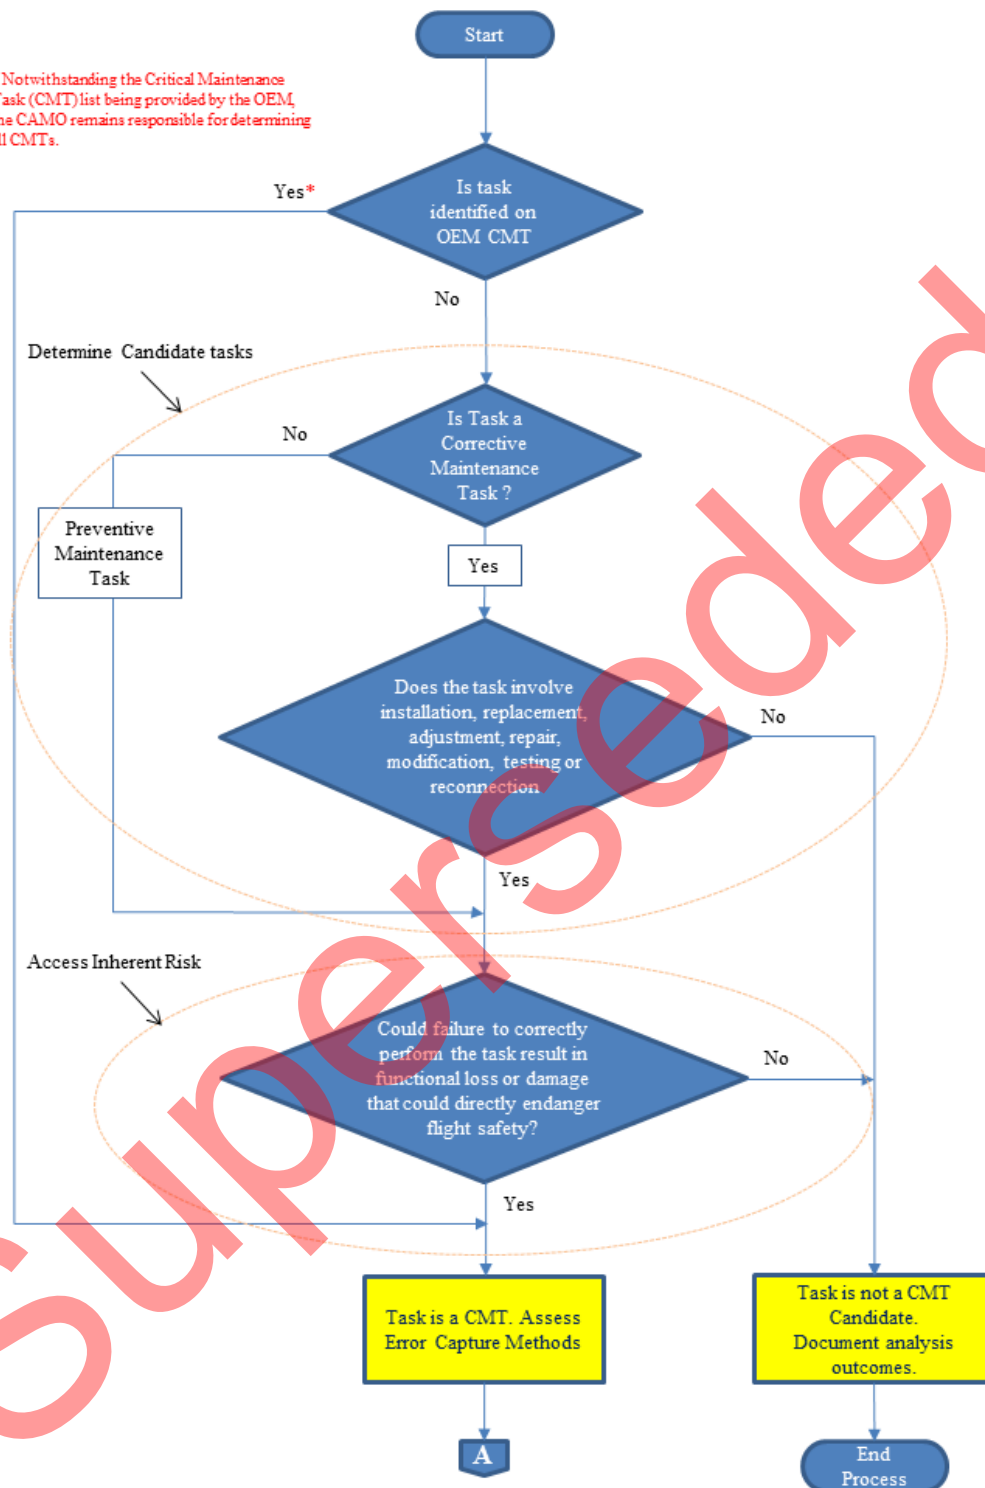 Start
Notwithstanding the Critical Maintenance
Task (CMT) list being provided by the OEM,
the CAMO remains responsible for determining
all CMTs.
Yes*
Is task
identified on
OEM CMT
No
Determine Candidate tasks
Is Task a
Corrective
Maintenance
Task ?
No
Preventive
Maintenance
Task
Yes
Does the task involve
installation, replacement,
adjustment, repair,
modification, testing or
reconnection
No
Yes
Access Inherent Risk
Could failure to correctly
perform the task result in
functional loss or damage
that could directly endanger
flight safety?
No
Yes
Task is a CMT. Assess
Error Capture Methods
Task is not a CMT
Candidate.
Document analysis
outcomes.
A
End
Process
Superseded